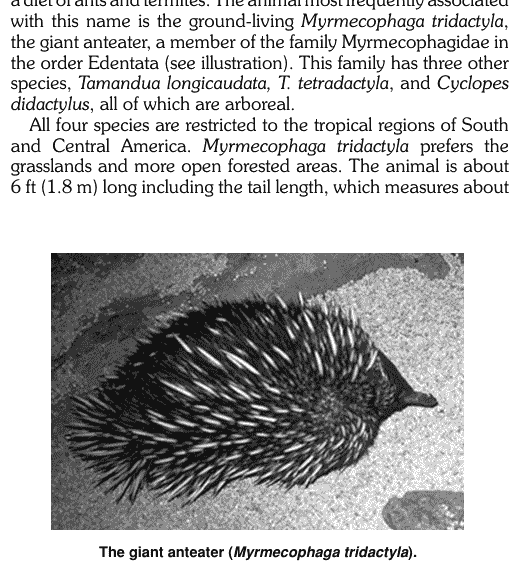 a diet of ants and termites. The animal most frequently associated
with this name is the ground-living Myrmecophaga tridactyla,
the giant anteater, a member of the family Myrmecophagidae in
the order Edentata (see illustration). This family has three other
species, Tamandua longicaudata, T. tetradactyla, and Cyclopes
didactylus, all of which are arboreal.
All four species are restricted to the tropical regions of South
and Central America. Myrmecophaga tridactyla prefers the
grasslands and more open forested areas. The animal is about
6 ft (1.8 m) long including the tail length, which measures about
The giant anteater (Myrmecophaga tridactyla).